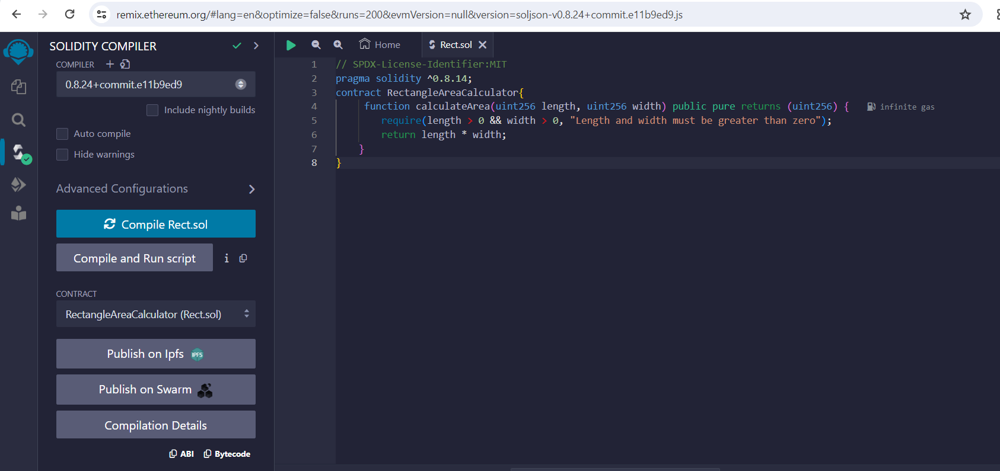 remix.ethereum.org/#lang=en&optimize=false&runs=200&evmVersion=null&version=soljson-v0.8.24+commit.e11b9ed9.js
SOLIDITY COMPILER
COMPILER
0.8.24+commit.e11b9ed9
Include nightly builds
Auto compile
Hide warnings
Advanced Configurations
Compile Rect.sol
Compile and Run script
i
CONTRACT
RectangleAreaCalculator (Rect.sol)
Publish on Ipfs IPFS
Publish on Swarm
Compilation Details
ABI Bytecode
Home Rect.sol
1 // SPDX-License-Identifier:MIT
2 pragma solidity ^0.8.14;
3 contract RectangleAreaCalculator{
4 function calculateArea(uint256 length, uint256 width) public pure returns (uint256) { infinite gas
5 require(length > 0 && width > 0, "Length and width must be greater than zero");
6 return length * width;
7 }
8 }